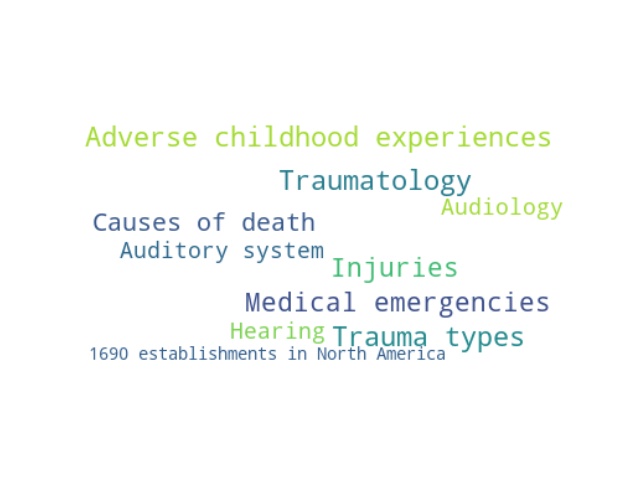 Adverse childhood experiences
Traumatology
Audiology
Causes of death
Auditory system
Injuries
Medical emergencies
Hearing
Trauma types
1690 establishments in North America